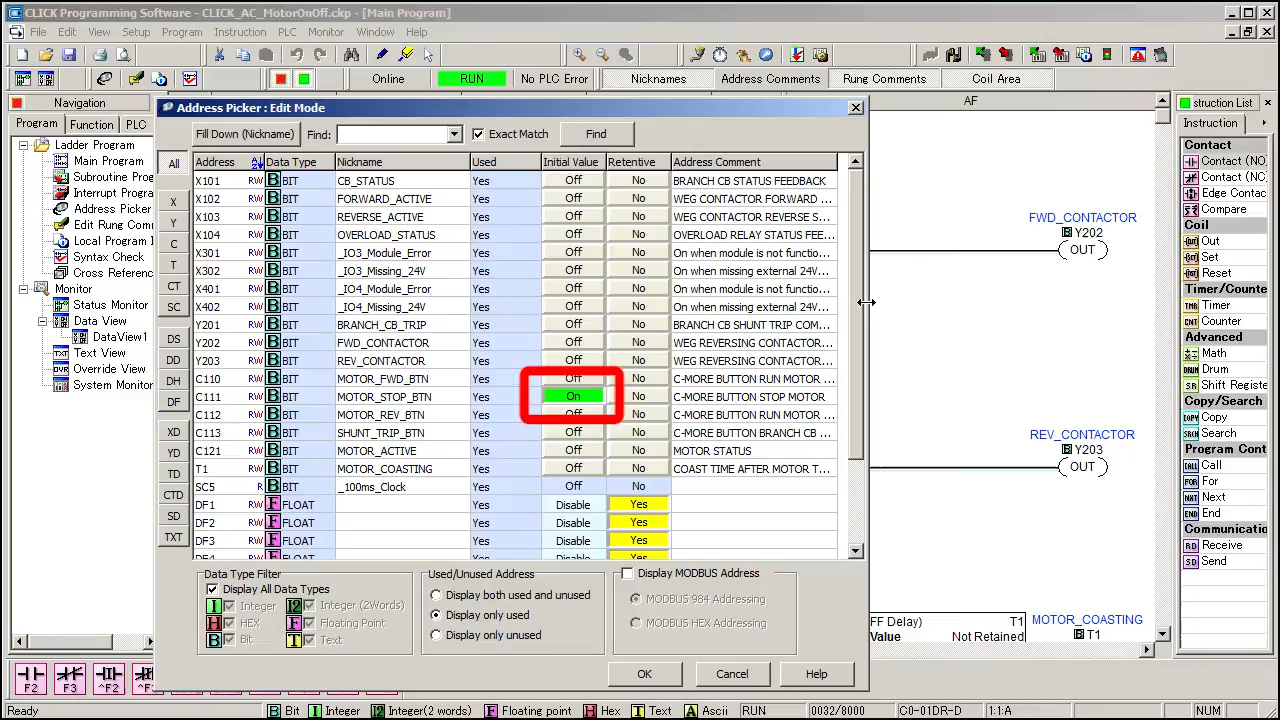 CLICK Programming Software - CLICK_AC_MotorOnOff.ckp - [Main Program]
File Edit View Setup Program Instruction PLC Monitor Window Help
Online RUN No PLC Error Nicknames Address Comments Rung Comments Coil Area
Navigation
Program Function PLC
Ladder Program
Main Program
Subroutine Prog
Interrupt Progra
Address Picker
Edit Rung Comm
Local Program I
Syntax Check
Cross Referenc
Monitor
Status Monitor
Data View
DataView1
Text View
Override View
System Monitor
Address Picker : Edit Mode
Fill Down (Nickname) Find: Exact Match Find
All
X
Y
C
T
CT
SC
DS
DD
DH
DF
XD
YD
TD
CTD
SD
TXT
Address Data Type Nickname Used Initial Value Retentive Address Comment
X101 RW B BIT CB_STATUS Yes Off No BRANCH CB STATUS FEEDBACK
X102 RW B BIT FORWARD_ACTIVE Yes Off No WEG CONTACTOR FORWARD ...
X103 RW B BIT REVERSE_ACTIVE Yes Off No WEG CONTACTOR REVERSE S...
X104 RW B BIT OVERLOAD_STATUS Yes Off No OVERLOAD RELAY STATUS FEE...
X301 RW B BIT _IO3_Module_Error Yes Off No On when module is not functio...
X302 RW B BIT _IO3_Missing_24V Yes Off No On when missing external 24V...
X401 RW B BIT _IO4_Module_Error Yes Off No On when module is not functio...
X402 RW B BIT _IO4_Missing_24V Yes Off No On when missing external 24V...
Y201 RW B BIT BRANCH_CB_TRIP Yes Off No BRANCH CB SHUNT TRIP COM...
Y202 RW B BIT FWD_CONTACTOR Yes Off No WEG REVERSING CONTACTOR...
Y203 RW B BIT REV_CONTACTOR Yes Off No WEG REVERSING CONTACTOR...
C110 RW B BIT MOTOR_FWD_BTN Yes Off No C-MORE BUTTON RUN MOTOR ...
C111 RW B BIT MOTOR_STOP_BTN Yes On No C-MORE BUTTON STOP MOTOR
C112 RW B BIT MOTOR_REV_BTN Yes Off No C-MORE BUTTON RUN MOTOR ...
C113 RW B BIT SHUNT_TRIP_BTN Yes Off No C-MORE BUTTON BRANCH CB ...
C121 RW B BIT MOTOR_ACTIVE Yes Off No MOTOR STATUS
T1 RW B BIT MOTOR_COASTING Yes Off No COAST TIME AFTER MOTOR T...
SC5 R B BIT _100ms_Clock Yes Off No
DF1 RW F FLOAT Yes Disable Yes
DF2 RW F FLOAT Yes Disable Yes
DF3 RW F FLOAT Yes Disable Yes
DF4 RW F FLOAT Yes Disable Yes
Data Type Filter
Display All Data Types
I Integer I2 Integer (2Words)
H HEX F Floating Point
B Bit T Text
Used/Unused Address
Display both used and unused
Display only used
Display only unused
Display MODBUS Address
MODBUS 984 Addressing
MODBUS HEX Addressing
OK Cancel Help
AF
FWD_CONTACTOR
B Y202
OUT
REV_CONTACTOR
B Y203
OUT
FF Delay) T1
Value Not Retained
MOTOR_COASTING
B T1
struction List
Instruction
Contact
Contact (NO
Contact (NC
Edge Contac
Compare
Coil
Out
Set
Reset
Timer/Counte
Timer
Counter
Advanced
Math
Drum
Shift Registe
Copy/Search
Copy
Search
Program Cont
Call
For
Next
End
Communicatio
Receive
Send
F2 F3 ^F2
Ready B Bit I Integer I2 Integer(2 words) F Floating point H Hex T Text A Ascii RUN 0032/8000 C0-01DR-D 1:1:A NUM